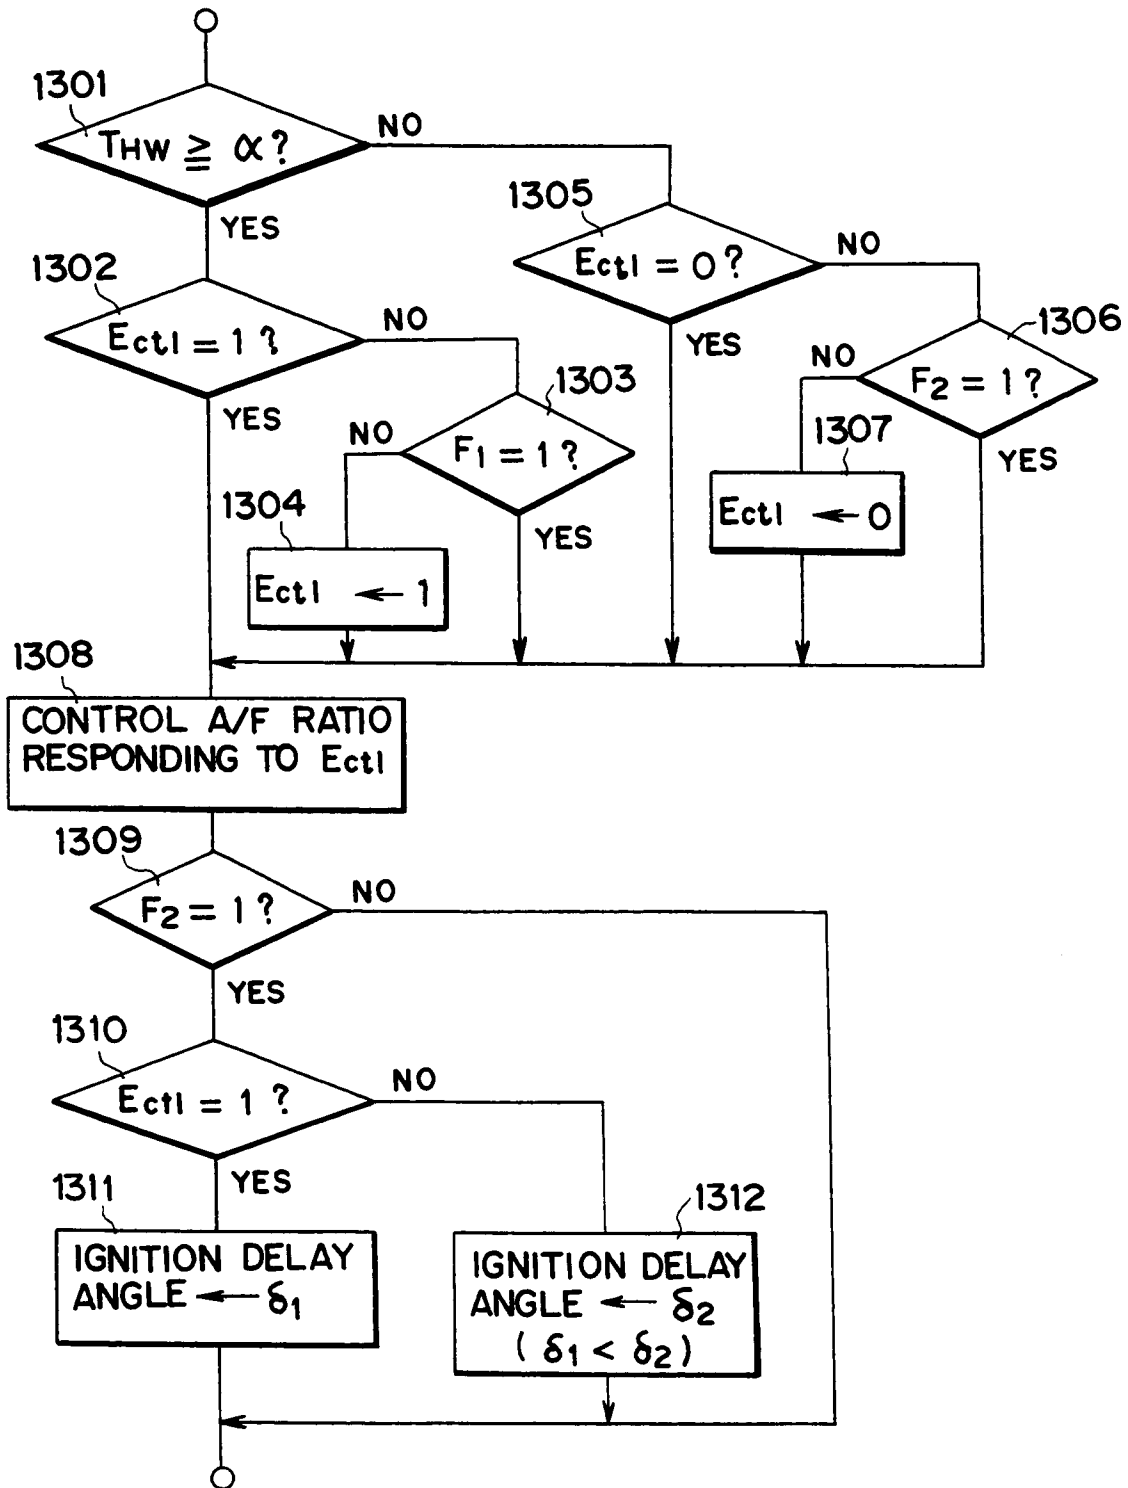 1301
THW ≧ α?
NO
YES
1305
Ectl = 0?
NO
YES
1302
Ectl = 1?
NO
YES
1306
F2 = 1?
NO
YES
1303
F1 = 1?
NO
YES
1307
Ectl ← 0
1304
Ectl ← 1
1308
CONTROL A/F RATIO
RESPONDING TO Ectl
1309
F2 = 1?
NO
YES
1310
Ectl = 1?
NO
YES
1311
IGNITION DELAY
ANGLE ← δ1
1312
IGNITION DELAY
ANGLE ← δ2
(δ1 < δ2)